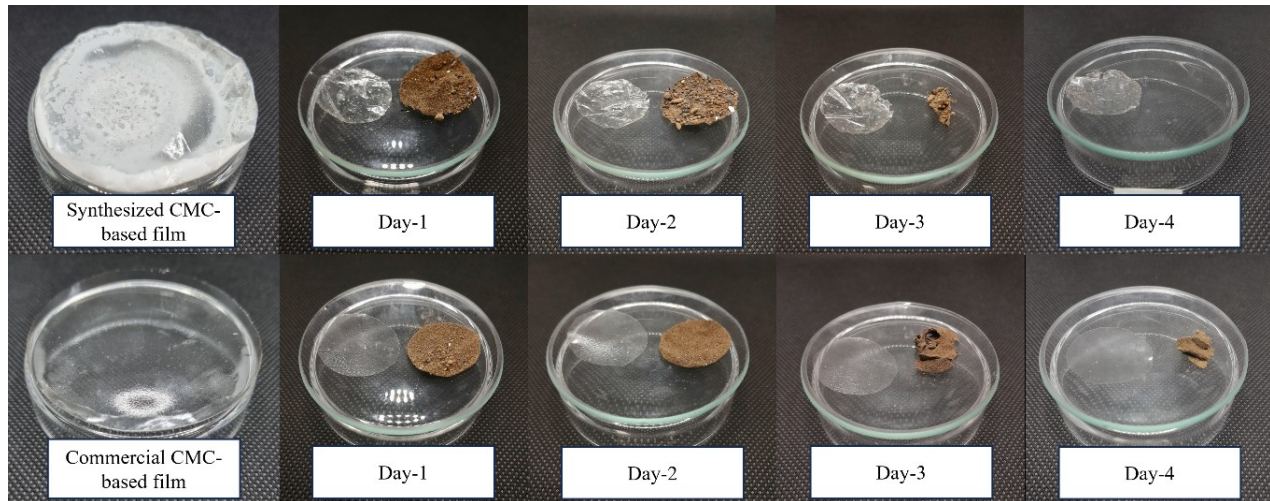 Synthesized CMC-
based film
Day-1
Day-2
Day-3
Day-4
Commercial CMC-
based film
Day-1
Day-2
Day-3
Day-4